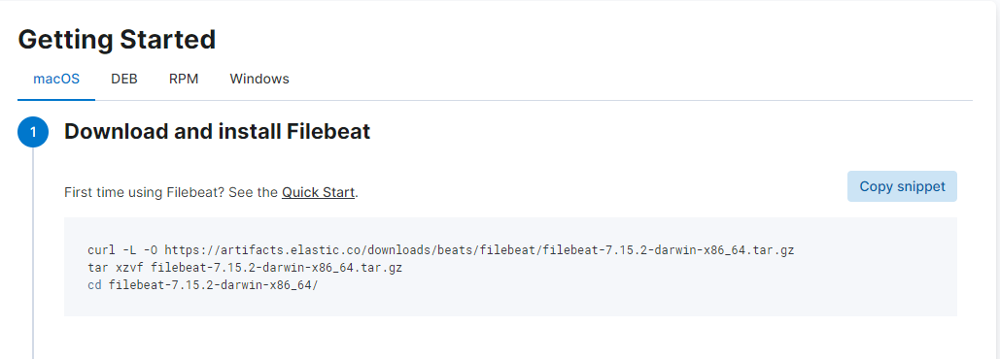 Getting Started
macOS DEB RPM Windows
1 Download and install Filebeat
First time using Filebeat? See the Quick Start.
Copy snippet
curl -L -O https://artifacts.elastic.co/downloads/beats/filebeat/filebeat-7.15.2-darwin-x86_64.tar.gz
tar xzvf filebeat-7.15.2-darwin-x86_64.tar.gz
cd filebeat-7.15.2-darwin-x86_64/